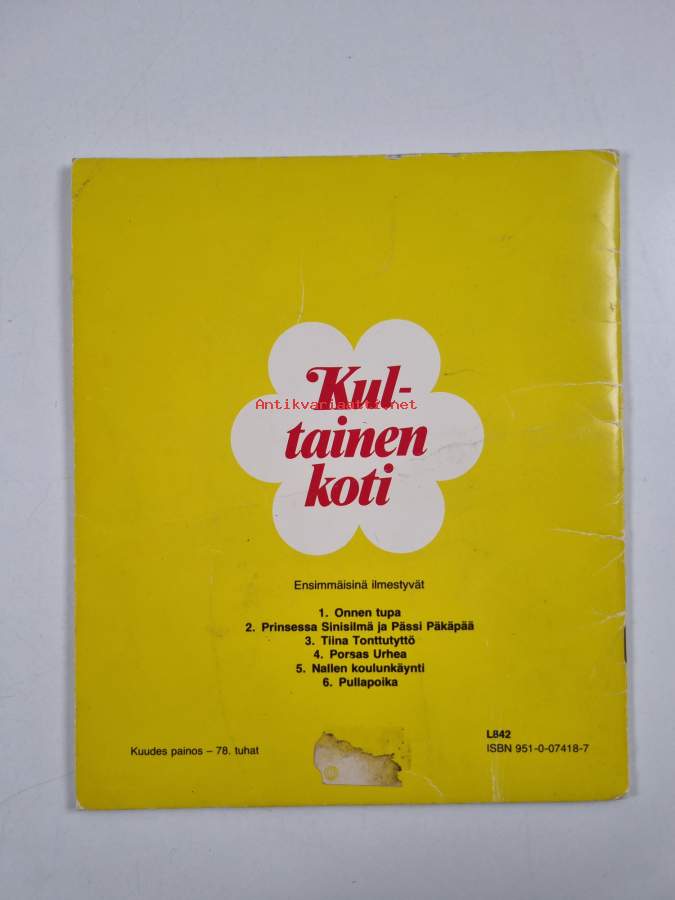 Kul-
Antikvariaatti.net
tainen
koti
Ensimmäisinä ilmestyvät
1. Onnen tupa
2. Prinsessa Sinisilmä ja Pässi Päkäpää
3. Tiina Tonttutyttö
4. Porsas Urhea
5. Nallen koulunkäynti
6. Pullapoika
Kuudes painos – 78. tuhat
L842
ISBN 951-0-07418-7